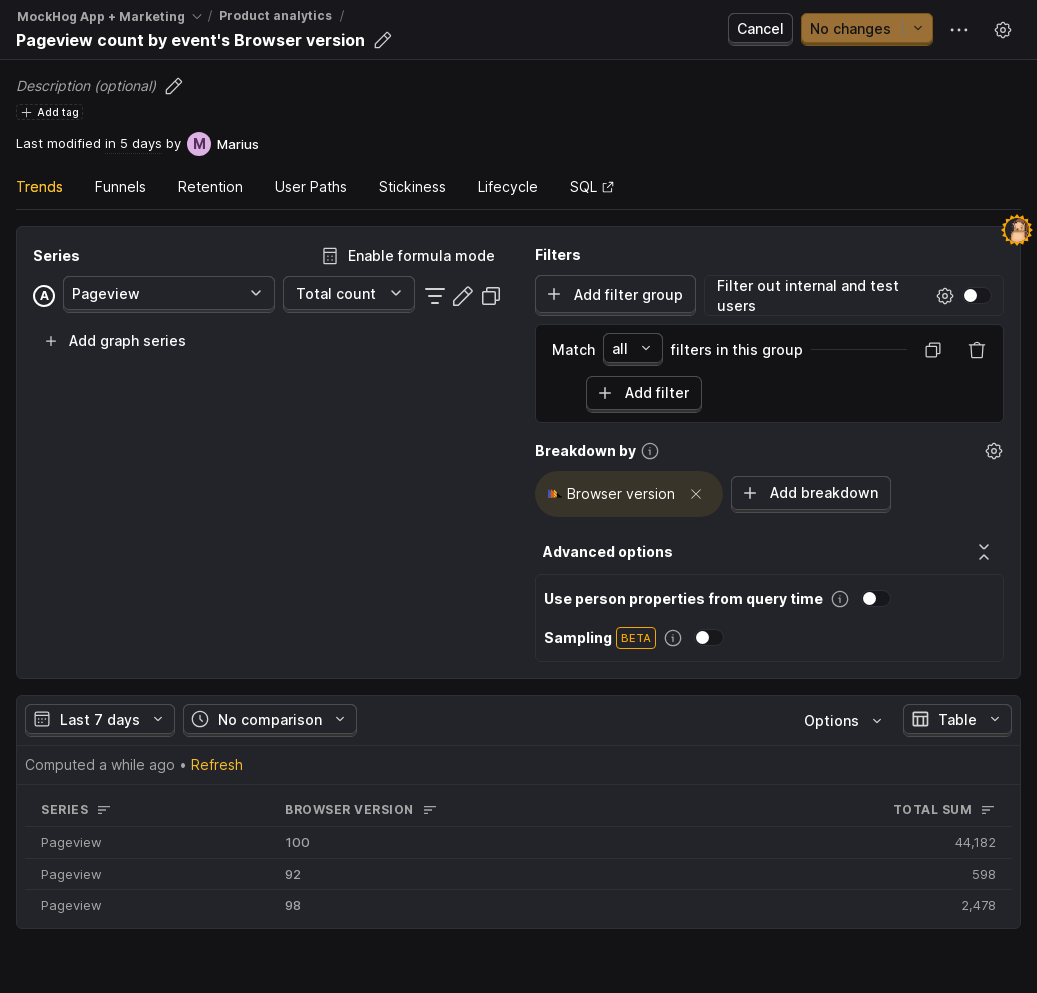 MockHog App + Marketing / Product analytics /
Pageview count by event's Browser version
Cancel
No changes
Description (optional)
Add tag
Last modified in 5 days by M Marius
Trends
Funnels
Retention
User Paths
Stickiness
Lifecycle
SQL
Series
Enable formula mode
A
Pageview
Total count
Add graph series
Filters
Add filter group
Filter out internal and test
users
Match all filters in this group
Add filter
Breakdown by
Browser version
Add breakdown
Advanced options
Use person properties from query time
Sampling BETA
Last 7 days
No comparison
Options
Table
Computed a while ago • Refresh
SERIES BROWSER VERSION TOTAL SUM
Pageview 100 44,182
Pageview 92 598
Pageview 98 2,478